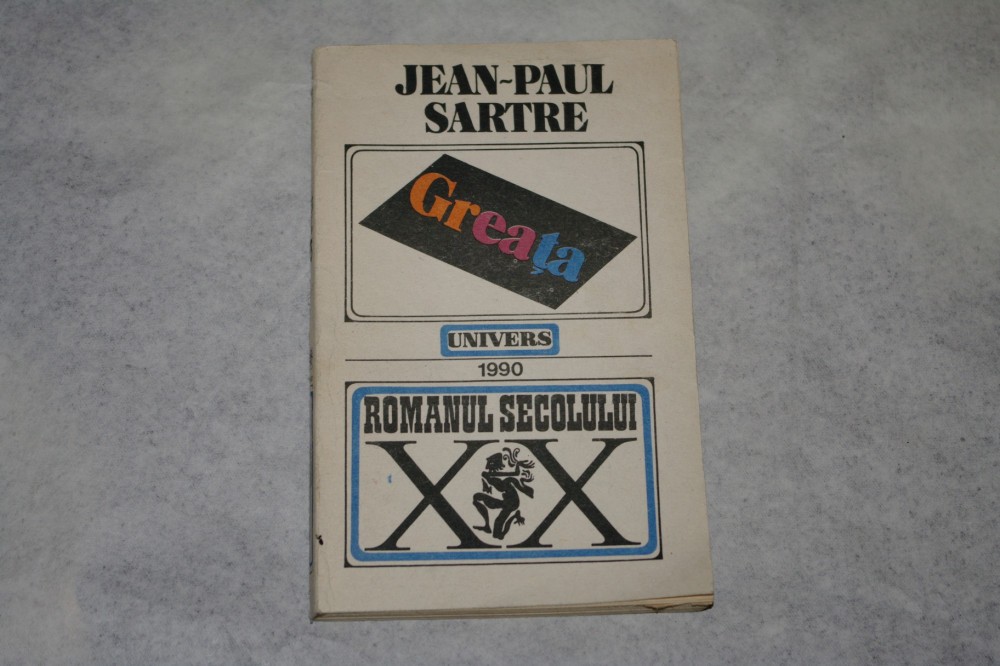 JEAN-PAUL
SARTRE
Greața
UNIVERS
1990
ROMANUL SECOLULUI
XX